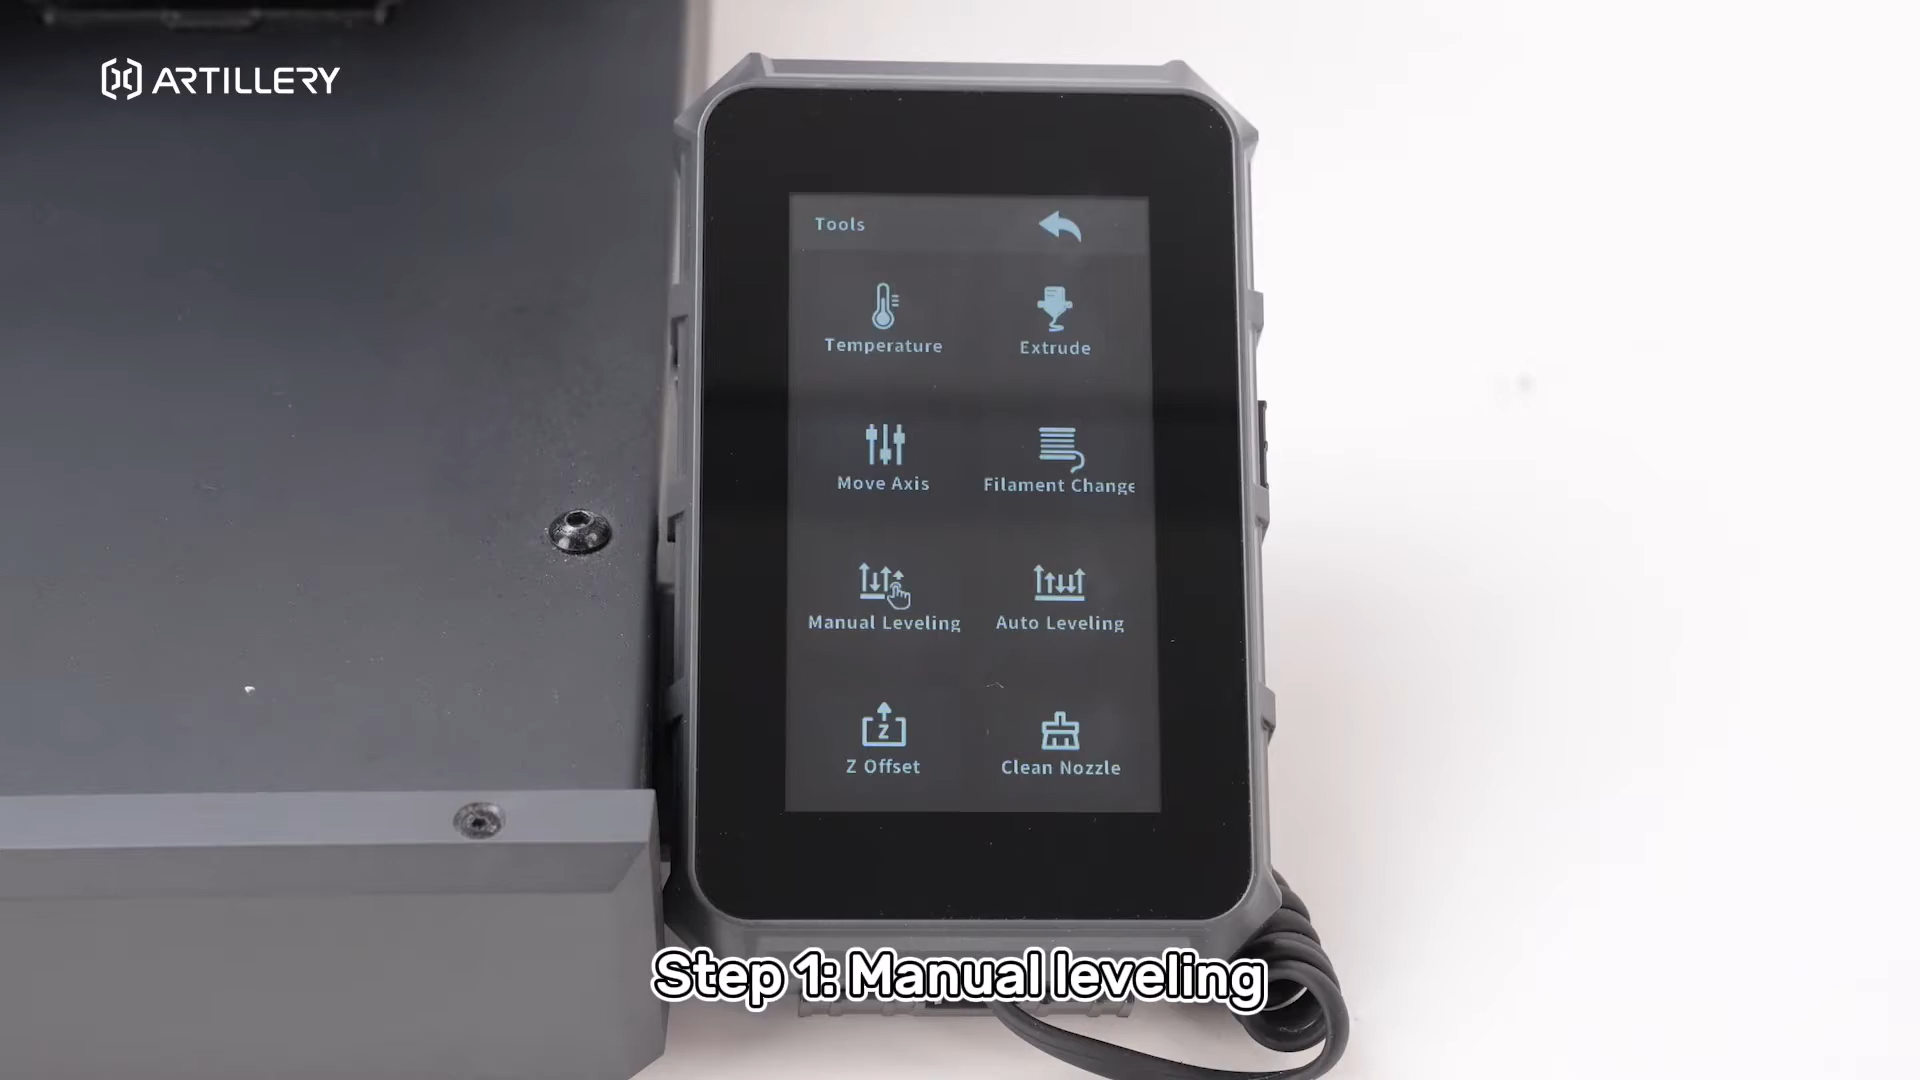 ARTILLERY
Tools
Temperature
Extrude
Move Axis
Filament Change
Manual Leveling
Auto Leveling
Z
Z Offset
Clean Nozzle
Step 1: Manual leveling